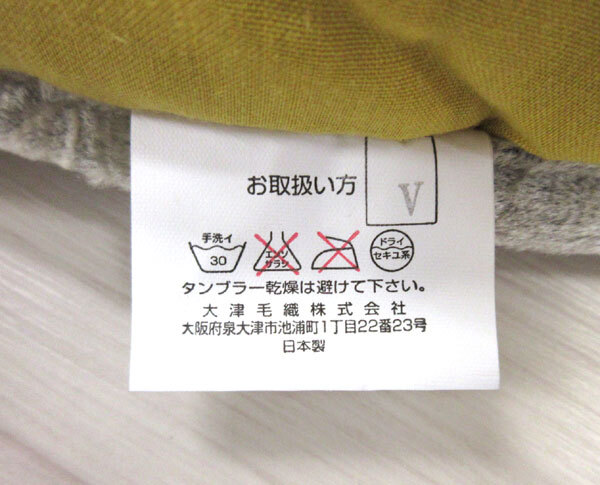 V
お取扱い方
手洗イ 30 エンソサラシ ドライ セキユ系
タンブラー乾燥は避けて下さい。
大津毛織株式会社
大阪府泉大津市池浦町1丁目22番23号
日本製